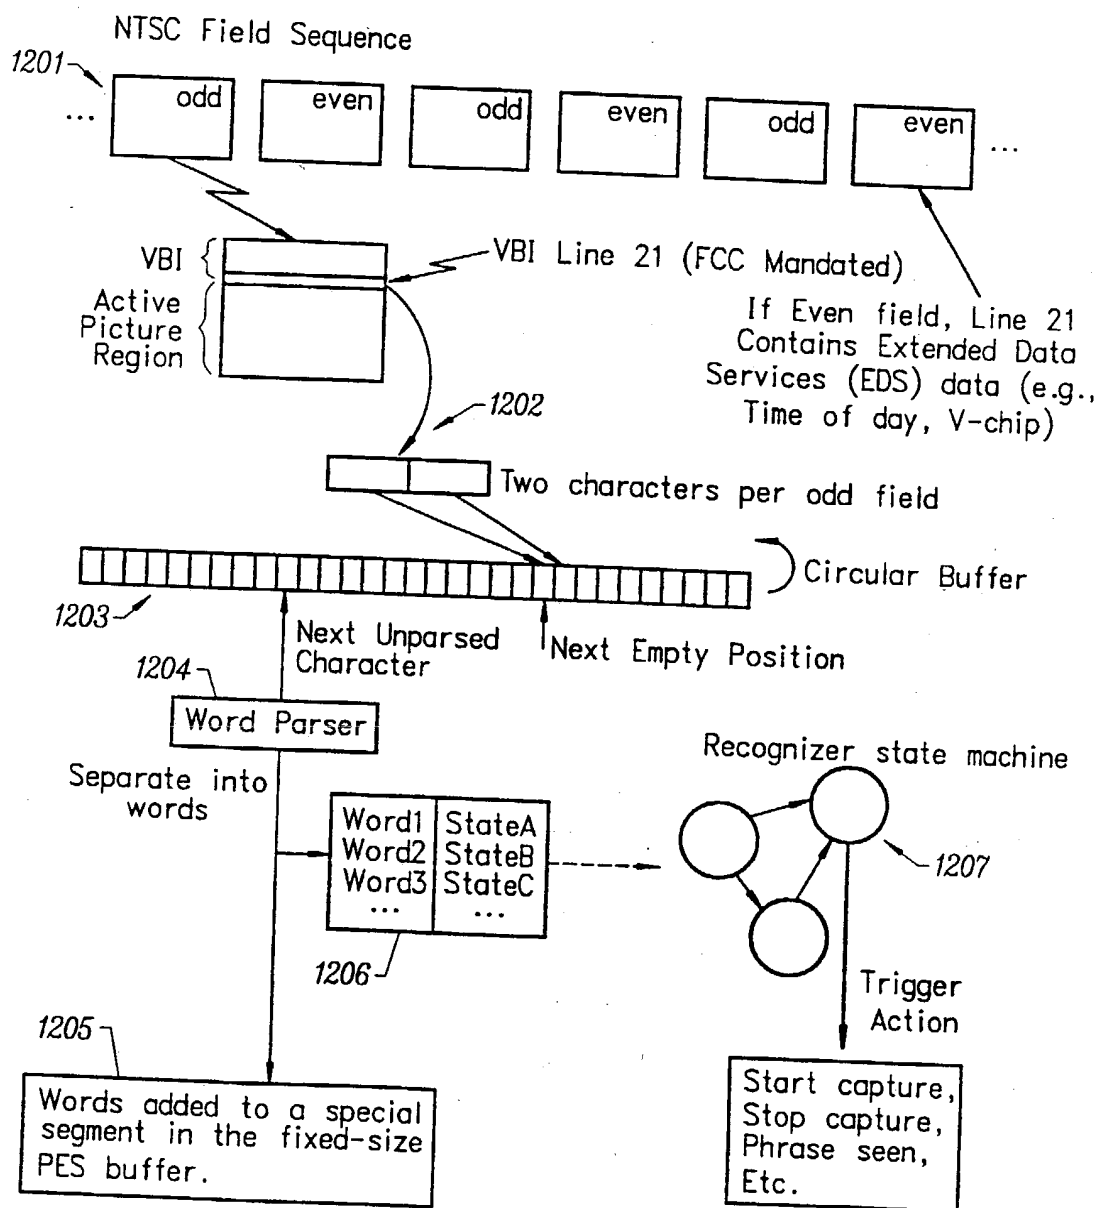 NTSC Field Sequence
1201
... odd even odd even odd even ...
VBI
VBI Line 21 (FCC Mandated)
Active
Picture
Region
If Even field, Line 21
Contains Extended Data
Services (EDS) data (e.g.,
Time of day, V-chip)
1202
Two characters per odd field
Circular Buffer
1203
Next Unparsed
Character
Next Empty Position
1204
Word Parser
Separate into
words
Recognizer state machine
Word1 StateA
Word2 StateB
Word3 StateC
... ...
1206
1207
Trigger
Action
1205
Words added to a special
segment in the fixed-size
PES buffer.
Start capture,
Stop capture,
Phrase seen,
Etc.